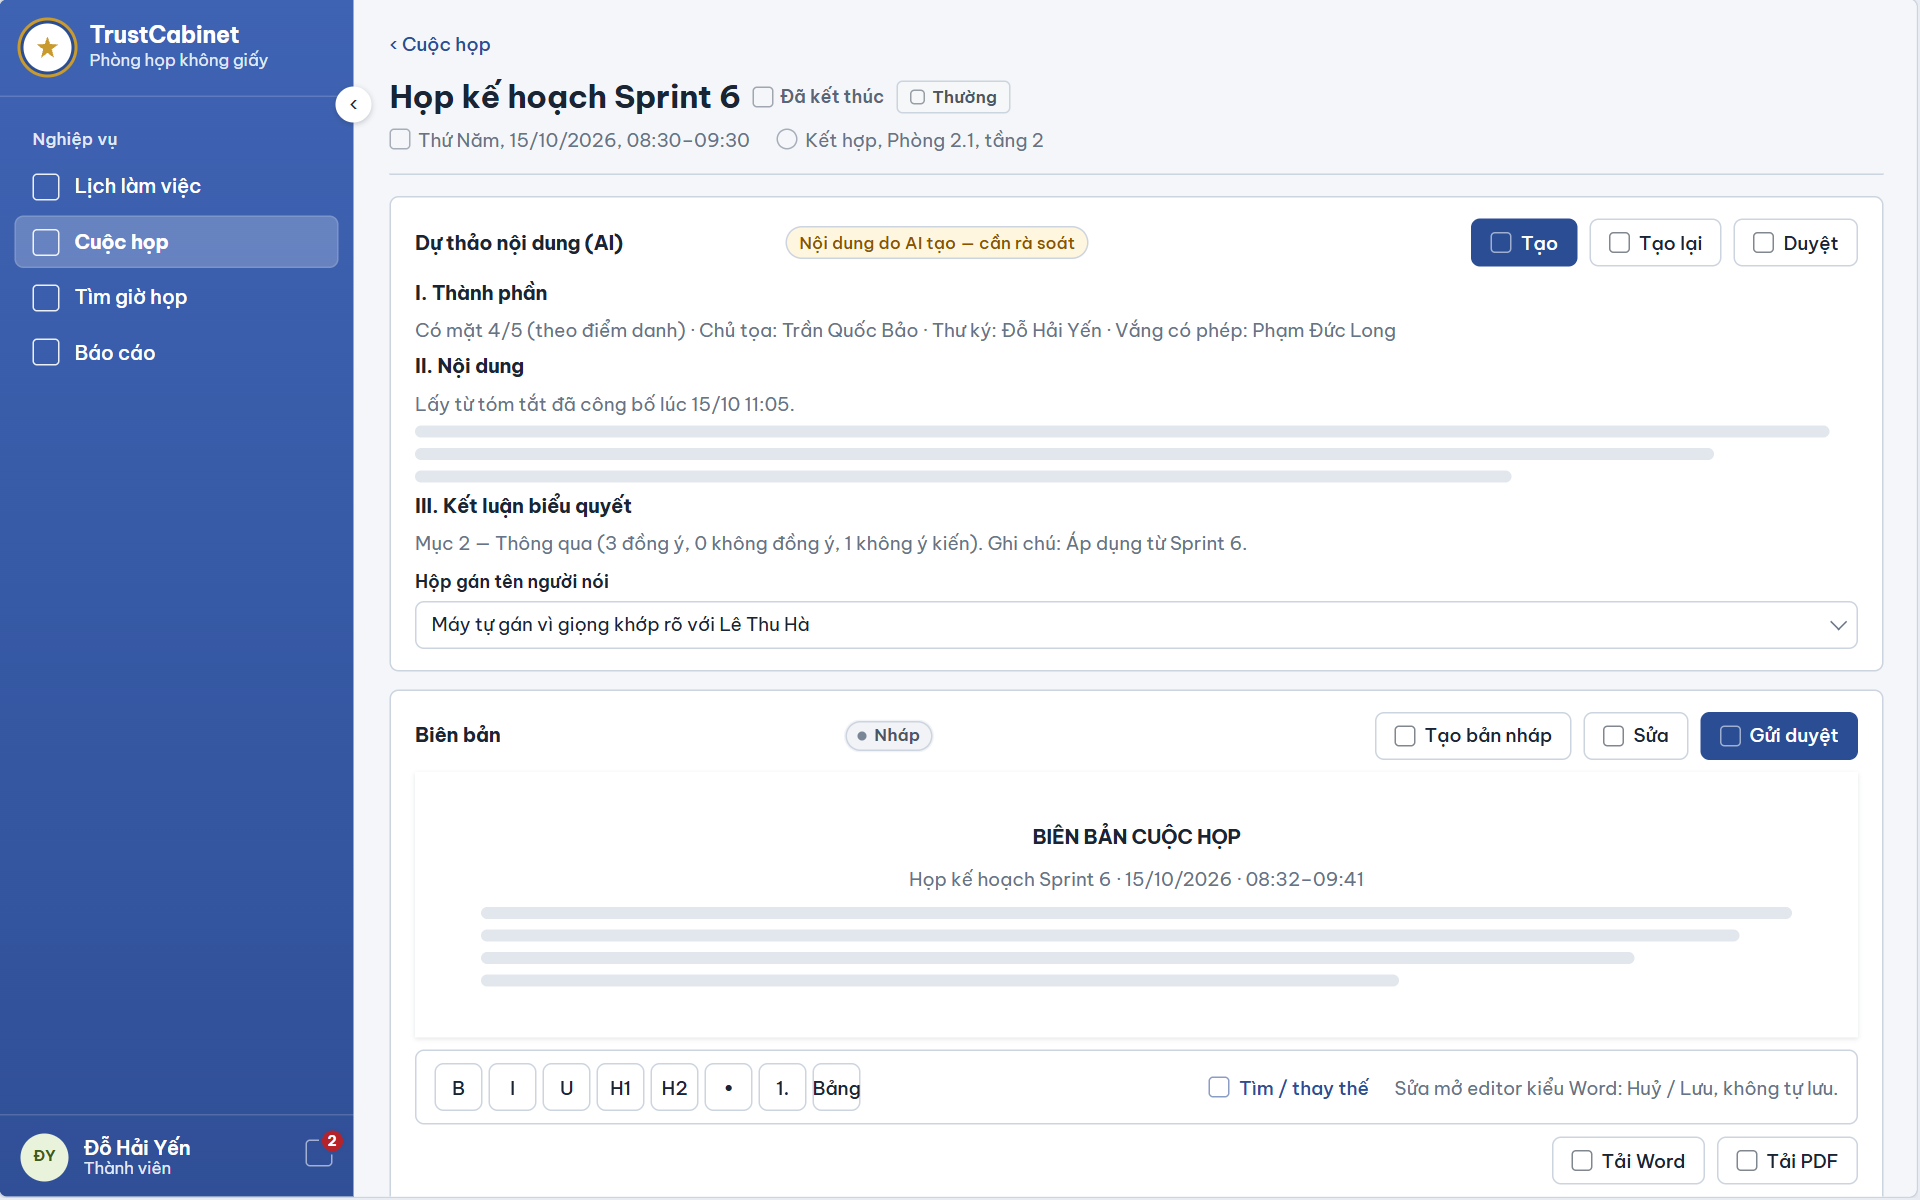 TrustCabinet
Phòng họp không giấy
Nghiệp vụ
Lịch làm việc
Cuộc họp
Tìm giờ họp
Báo cáo
ĐY
Đỗ Hải Yến
Thành viên
2
‹ Cuộc họp
Họp kế hoạch Sprint 6 Đã kết thúc Thường
Thứ Năm, 15/10/2026, 08:30–09:30 Kết hợp, Phòng 2.1, tầng 2
Dự thảo nội dung (AI) Nội dung do AI tạo — cần rà soát Tạo Tạo lại Duyệt
I. Thành phần
Có mặt 4/5 (theo điểm danh) · Chủ tọa: Trần Quốc Bảo · Thư ký: Đỗ Hải Yến · Vắng có phép: Phạm Đức Long
II. Nội dung
Lấy từ tóm tắt đã công bố lúc 15/10 11:05.
III. Kết luận biểu quyết
Mục 2 — Thông qua (3 đồng ý, 0 không đồng ý, 1 không ý kiến). Ghi chú: Áp dụng từ Sprint 6.
Hộp gán tên người nói
Máy tự gán vì giọng khớp rõ với Lê Thu Hà
Biên bản Nháp Tạo bản nháp Sửa Gửi duyệt
BIÊN BẢN CUỘC HỌP
Họp kế hoạch Sprint 6 · 15/10/2026 · 08:32–09:41
B I U H1 H2 • 1. Bảng Tìm / thay thế Sửa mở editor kiểu Word: Huỷ / Lưu, không tự lưu.
Tải Word Tải PDF